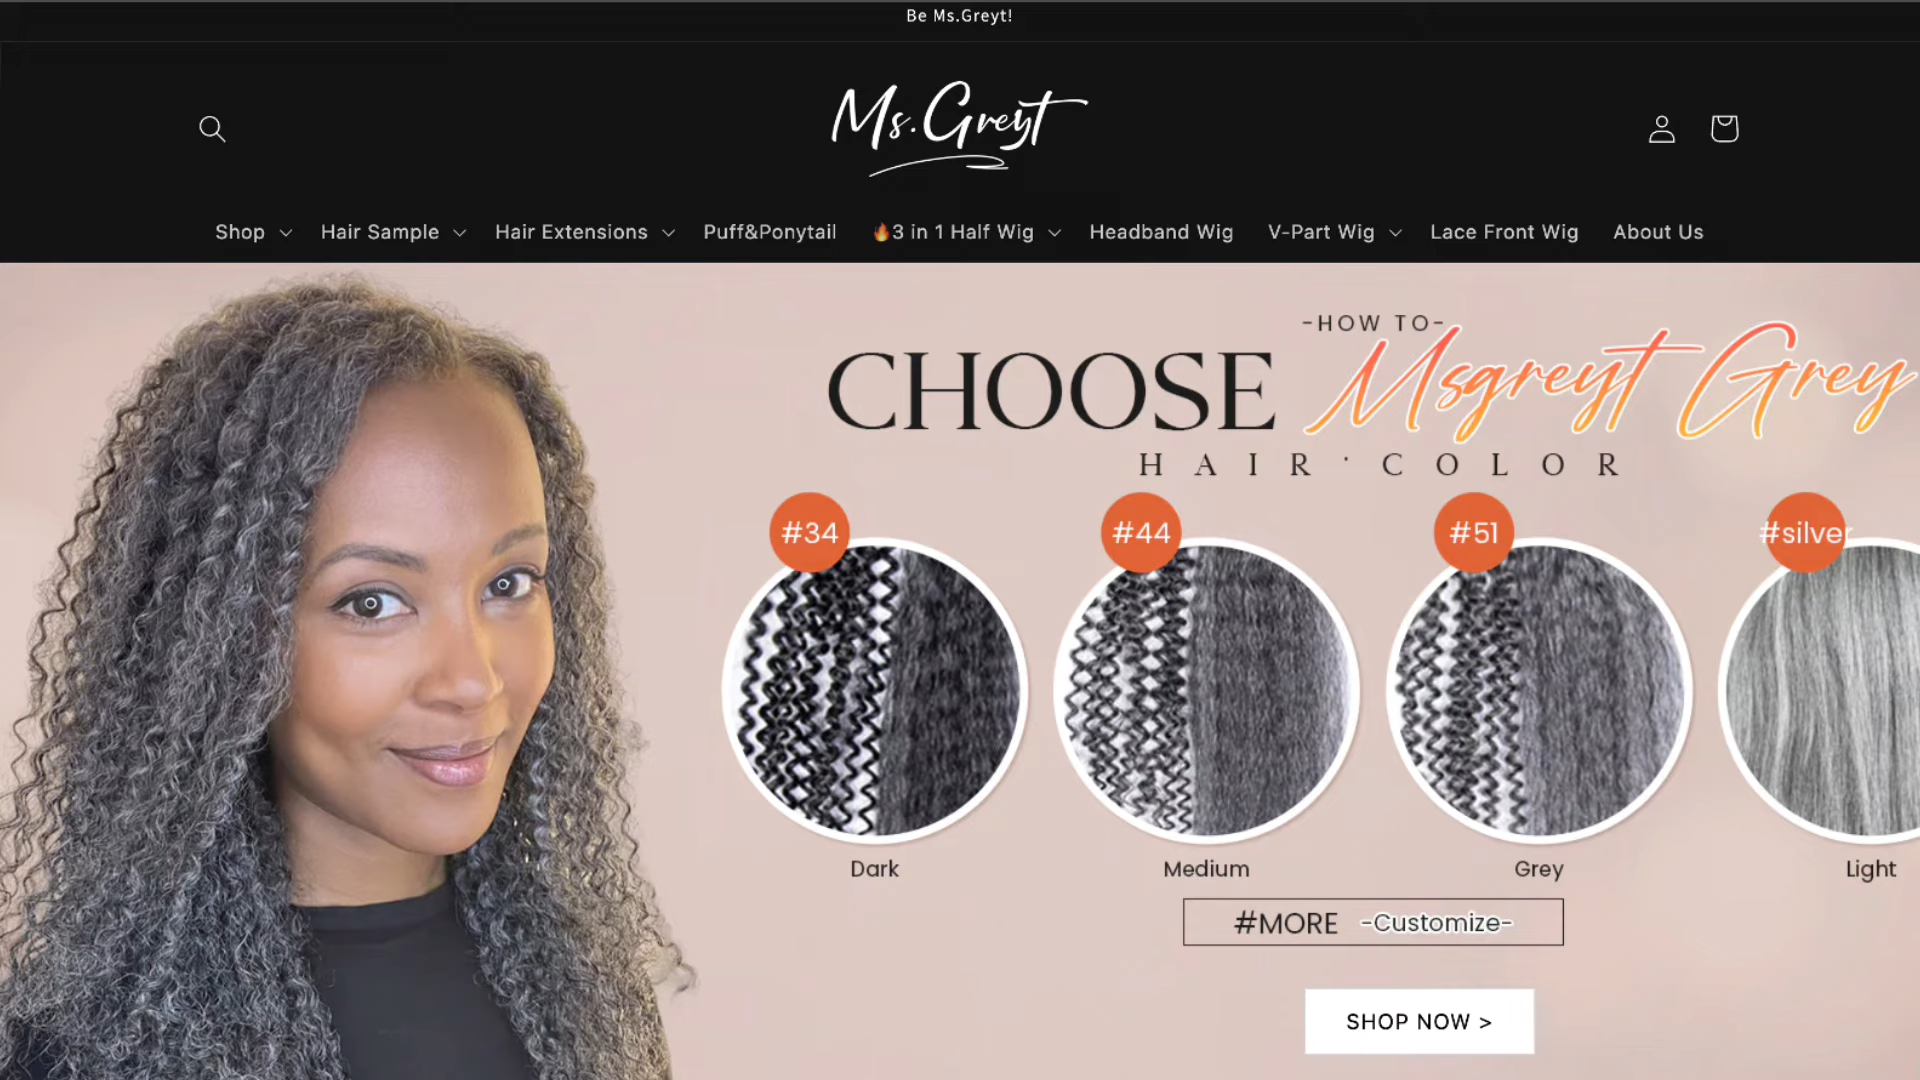 Be Ms.Greyt!
Ms.Greyt
Shop Hair Sample Hair Extensions Puff&Ponytail 🔥3 in 1 Half Wig Headband Wig V-Part Wig Lace Front Wig About Us
-HOW TO-
CHOOSE Msgreyt Grey
HAIR·COLOR
#34 #44 #51 #silver
Dark Medium Grey Light
#MORE -Customize-
SHOP NOW >